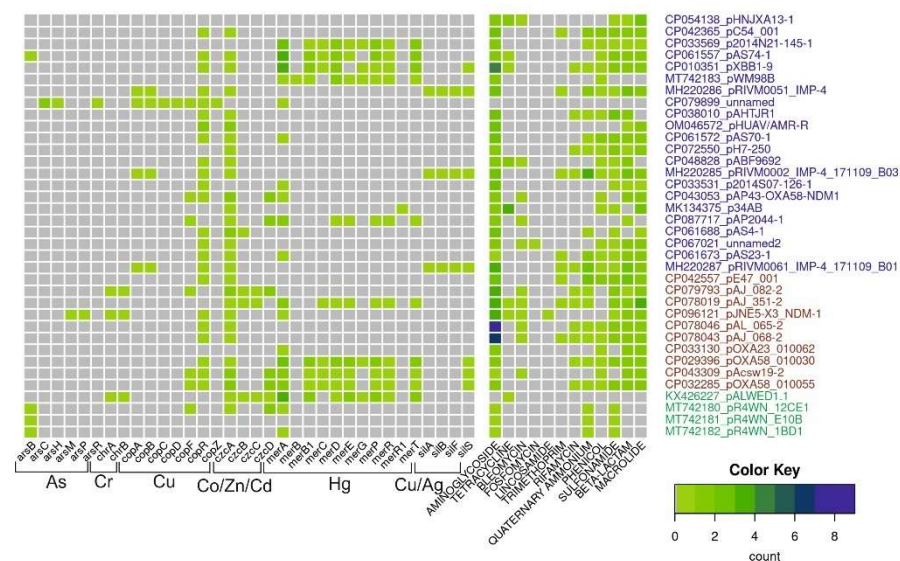 CP054138_pHNJXA13-1
CP042365_pC54_001
CP033569_p2014N21-145-1
CP061557_pAS74-1
CP010351_pXBB1-9
MT742183_pWM98B
MH220286_pRIVM0051_IMP-4
CP079899_unnamed
CP038010_pAHTJR1
OM046572_pHUAV/AMR-R
CP061572_pAS70-1
CP072550_pH7-250
CP048828_pABF9692
MH220285_pRIVM0002_IMP-4_171109_B03
CP033531_p2014S07-126-1
CP043053_pAP43-OXA58-NDM1
MK134375_p34AB
CP087717_pAP2044-1
CP061688_pAS4-1
CP067021_unnamed2
CP061673_pAS23-1
MH220287_pRIVM0061_IMP-4_171109_B01
CP042557_pE47_001
CP079793_pAJ_082-2
CP078019_pAJ_351-2
CP096121_pJNE5-X3_NDM-1
CP078046_pAL_065-2
CP078043_pAJ_068-2
CP033130_pOXA23_010062
CP029396_pOXA58_010030
CP043309_pAcsw19-2
CP032285_pOXA58_010055
KX426227_pALWED1.1
MT742180_pR4WN_12CE1
MT742181_pR4WN_E10B
MT742182_pR4WN_1BD1
arsB arsC arsH arsM arsP arsR chrA chrB copA copB copC copD copF copR copZ czcA czcB czcC czcD merA merB merB1 merC merD merE merG merP merR merR1 merT silA silB silF silS
AMINOGLYCOSIDE TETRACYCLINE BLEOMYCIN FOSFOMYCIN LINCOSAMIDE TRIMETHOPRIM RIFAMYCIN QUATERNARY AMMONIUM PHENICOL SULFONAMIDE BETA-LACTAM MACROLIDE
As Cr Cu Co/Zn/Cd Hg Cu/Ag
Color Key
0 2 4 6 8
count